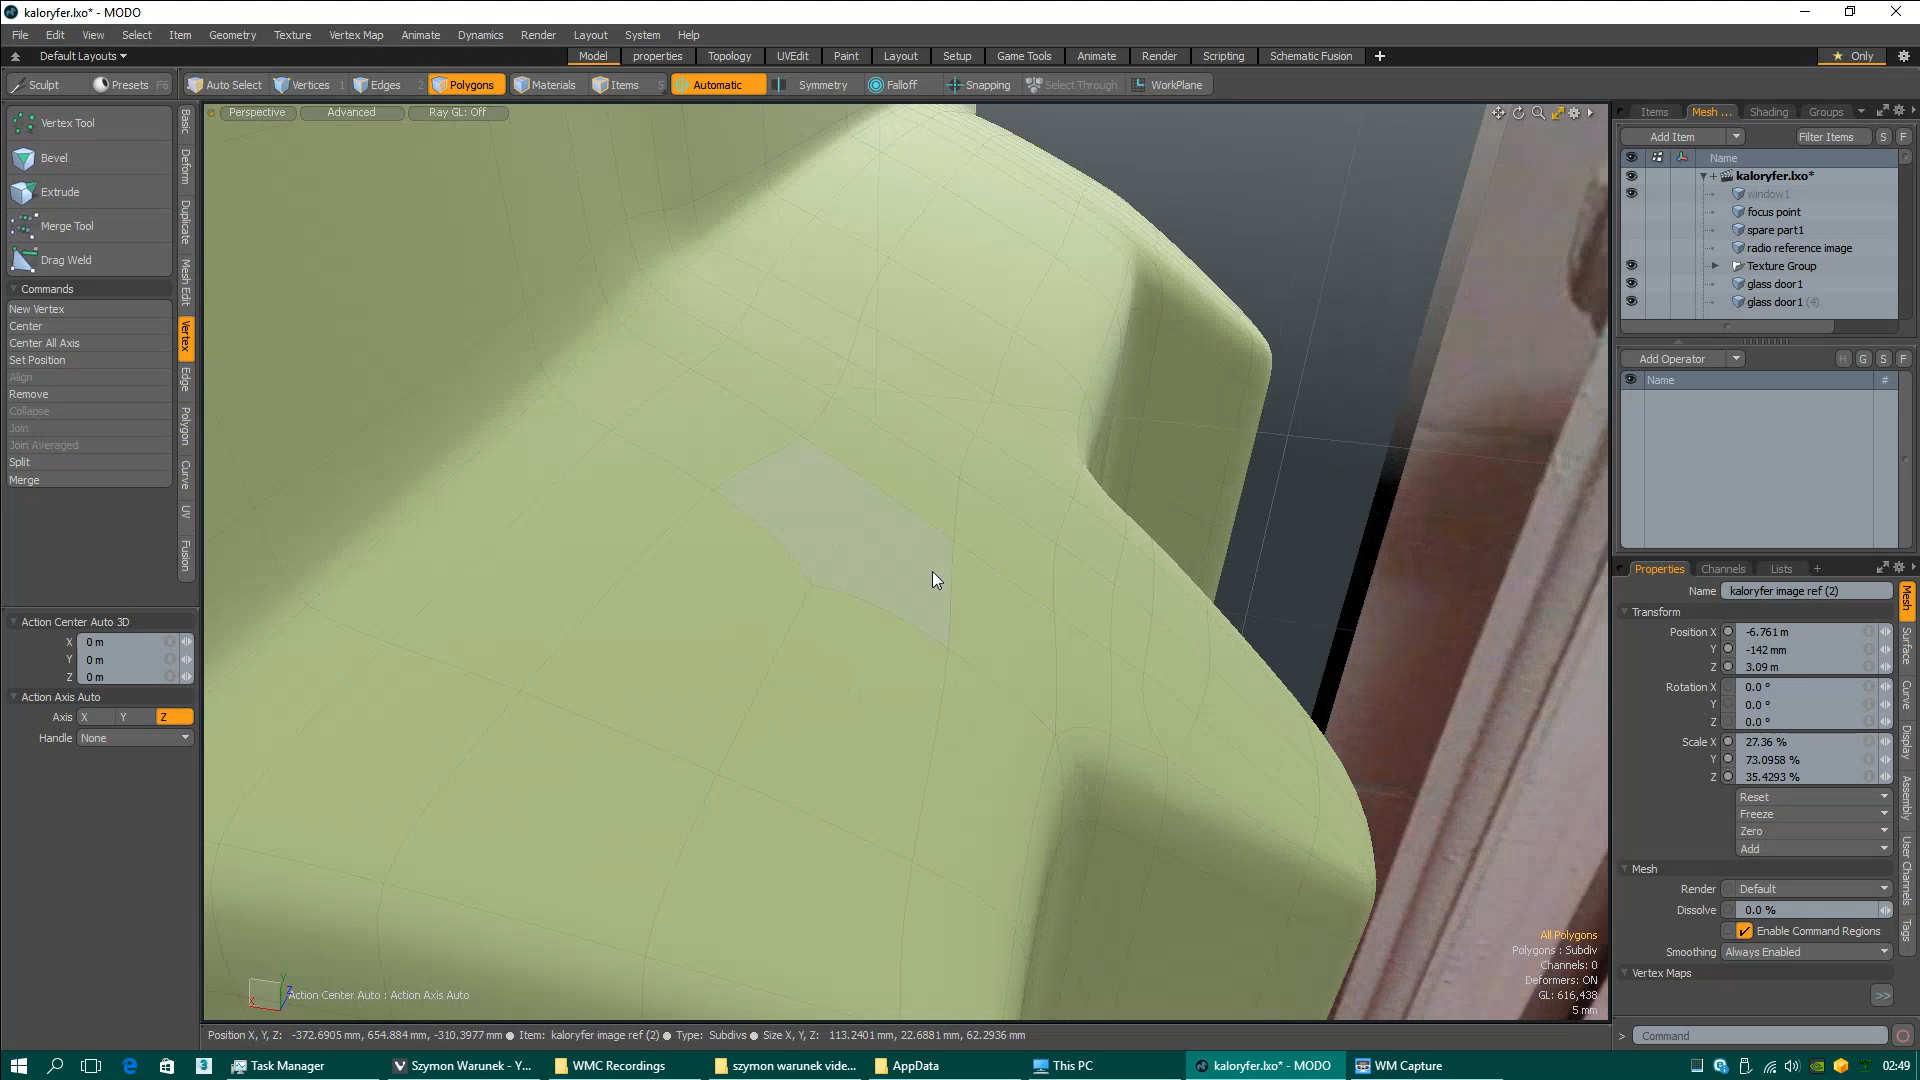 kaloryfer.lxo* - MODO
File Edit View Select Item Geometry Texture Vertex Map Animate Dynamics Render Layout System Help
Default Layouts Model properties Topology UVEdit Paint Layout Setup Game Tools Animate Render Scripting Schematic Fusion Only
Sculpt Presets F6 Auto Select Vertices 1 Edges 2 Polygons Materials Items 5 Automatic Symmetry Falloff Snapping Select Through WorkPlane
Perspective Advanced Ray GL: Off
Vertex Tool
Bevel
Extrude
Merge Tool
Drag Weld
Commands
New Vertex
Center
Center All Axis
Set Position
Align
Remove
Collapse
Join
Join Averaged
Split
Merge
Basic
Deform
Duplicate
Mesh Edit
Vertex
Edge
Polygon
Curve
UV
Fusion
Action Center Auto 3D
X 0 m
Y 0 m
Z 0 m
Action Axis Auto
Axis X Y Z
Handle None
Items Mesh ... Shading Groups
Add Item Filter Items S F
Name
kaloryfer.lxo*
window1
focus point
spare part1
radio reference image
Texture Group
glass door1
glass door1 (4)
Add Operator H G S F
Name #
Properties Channels Lists +
Name kaloryfer image ref (2)
Transform
Position X -6.761 m
Y -142 mm
Z 3.09 m
Rotation X 0.0 °
Y 0.0 °
Z 0.0 °
Scale X 27.36 %
Y 73.0958 %
Z 35.4293 %
Reset
Freeze
Zero
Add
Mesh
Render Default
Dissolve 0.0 %
Enable Command Regions
Smoothing Always Enabled
Vertex Maps
>>
Mesh
Surface
Curve
Display
Assembly
User Channels
Tags
All Polygons
Polygons : Subdiv
Channels: 0
Deformers: ON
GL: 616,438
5 mm
Y
X
Z
Action Center Auto : Action Axis Auto
Position X, Y, Z: -372.6905 mm, 654.884 mm, -310.3977 mm Item: kaloryfer image ref (2) Type: Subdivs Size X, Y, Z: 113.2401 mm, 22.6881 mm, 62.2936 mm
> Command
Task Manager Szymon Warunek - Y... WMC Recordings szymon warunek vide... AppData This PC kaloryfer.lxo* - MODO WM Capture 02:49